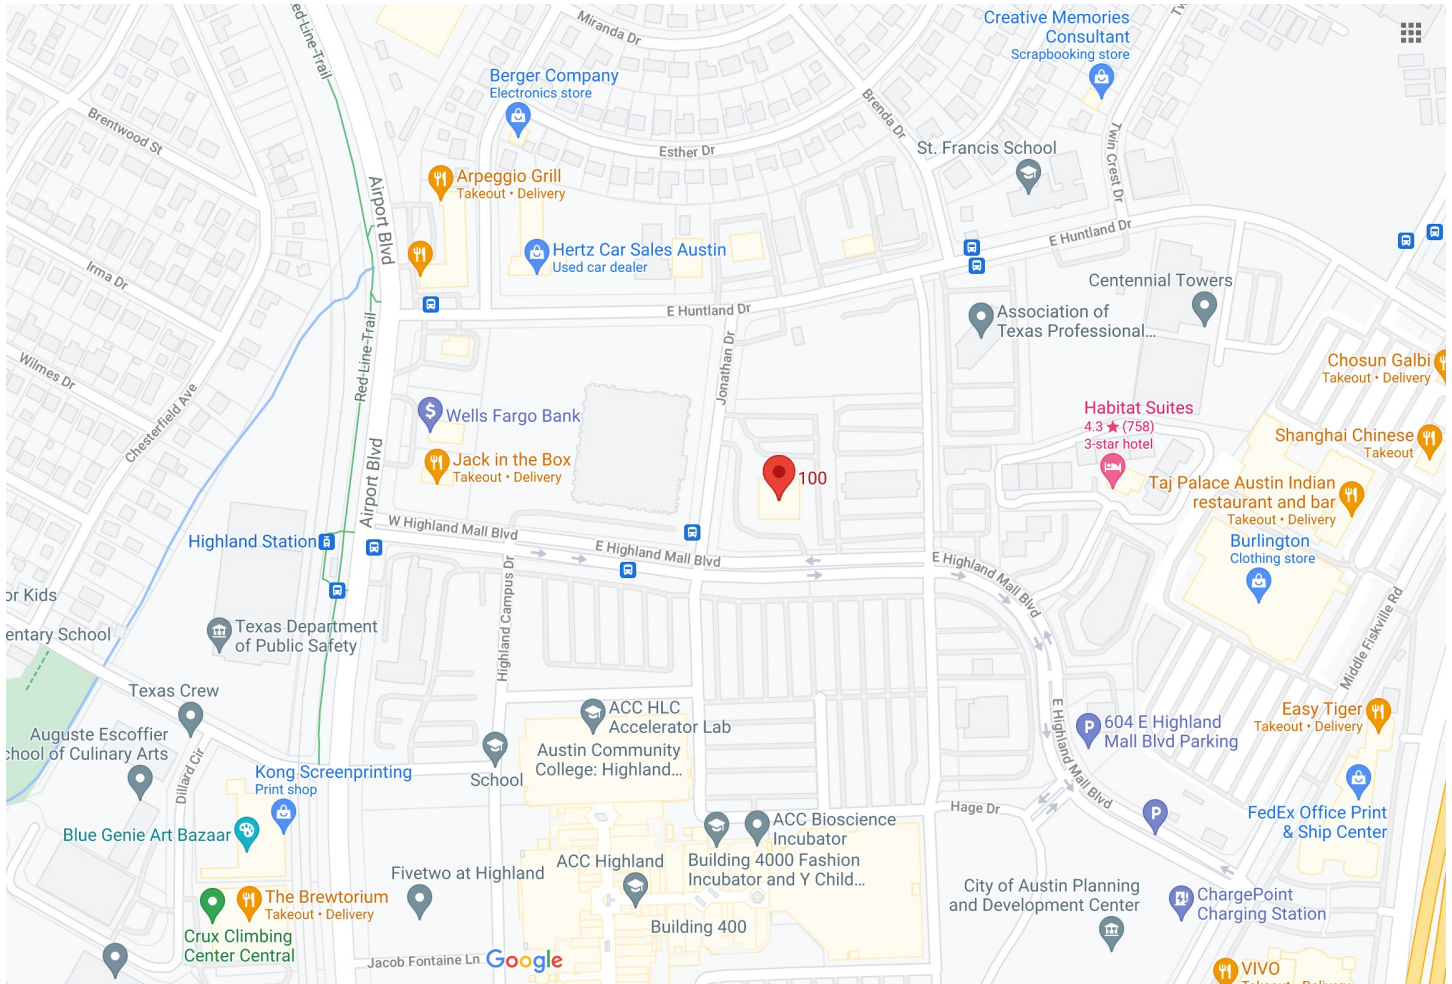 Miranda Dr
Creative Memories
Consultant
Scrapbooking store
ed-Line-Trail
Tw
Berger Company
Electronics store
Brentwood St
Brenda Dr
Esther Dr
Twin Crest Dr
St. Francis School
Arpeggio Grill
Takeout • Delivery
Airport Blvd
E Huntland Dr
Hertz Car Sales Austin
Used car dealer
Irma Dr
Centennial Towers
E Huntland Dr
Association of
Texas Professional...
Red-Line-Trail
Jonathan Dr
Wilmes Dr
Chesterfield Ave
Chosun Galbi
Takeout • Delivery
Wells Fargo Bank
Habitat Suites
4.3 ★ (758)
3-star hotel
Shanghai Chinese
Takeout
Jack in the Box
Takeout • Delivery
100
Airport Blvd
Taj Palace Austin Indian
restaurant and bar
Takeout • Delivery
W Highland Mall Blvd
Highland Station
E Highland Mall Blvd
E Highland Mall Blvd
Burlington
Clothing store
or Kids
entary School
Texas Department
of Public Safety
Highland Campus Dr
Middle Fiskville Rd
Texas Crew
Auguste Escoffier
chool of Culinary Arts
ACC HLC
Accelerator Lab
Austin Community
College: Highland...
School
E Highland Mall Blvd
604 E Highland
Mall Blvd Parking
Easy Tiger
Takeout • Delivery
Dillard Cir
Kong Screenprinting
Print shop
Hage Dr
FedEx Office Print
& Ship Center
Blue Genie Art Bazaar
ACC Bioscience
Incubator
ACC Highland
Building 4000 Fashion
Incubator and Y Child...
Fivetwo at Highland
The Brewtorium
Takeout • Delivery
City of Austin Planning
and Development Center
ChargePoint
Charging Station
Building 400
Crux Climbing
Center Central
Jacob Fontaine Ln
Google
VIVO
Takeout • Delivery